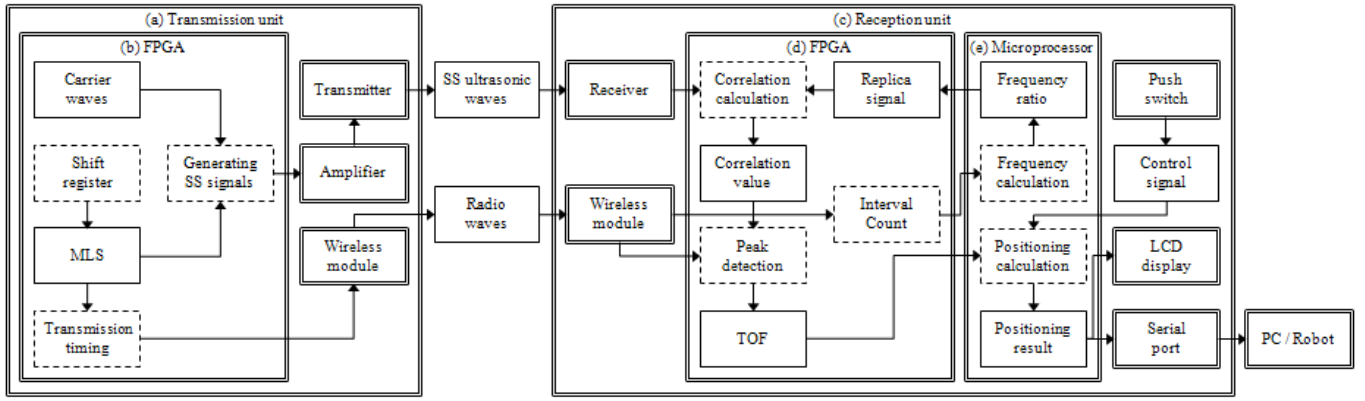 (a) Transmission unit
(b) FPGA
Carrier
waves
Shift
register
Generating
SS signals
MLS
Transmission
timing
Transmitter
Amplifier
Wireless
module
SS ultrasonic
waves
Radio
waves
(c) Reception unit
Receiver
Wireless
module
(d) FPGA
Correlation
calculation
Replica
signal
Correlation
value
Peak
detection
Interval
Count
TOF
(e) Microprocessor
Frequency
ratio
Frequency
calculation
Positioning
calculation
Positioning
result
Push
switch
Control
signal
LCD
display
Serial
port
PC / Robot